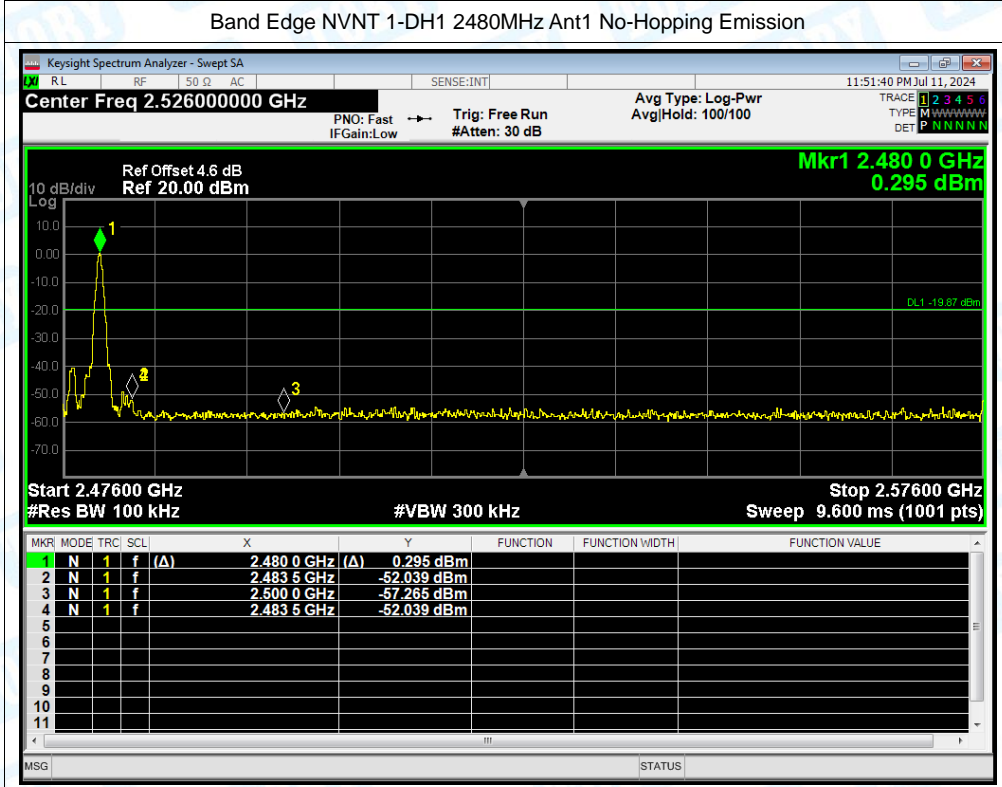 Band Edge NVNT 1-DH1 2480MHz Ant1 No-Hopping Emission
Keysight Spectrum Analyzer - Swept SA
LXI RL RF 50 Ω AC SENSE:INT 11:51:40 PM Jul 11, 2024
Center Freq 2.526000000 GHz
PNO: Fast
IFGain:Low
Trig: Free Run
#Atten: 30 dB
Avg Type: Log-Pwr
Avg|Hold: 100/100
TRACE 1 2 3 4 5 6
TYPE M WWWWW
DET P N N N N N
Mkr1 2.480 0 GHz
0.295 dBm
Ref Offset 4.6 dB
10 dB/div Ref 20.00 dBm
Log
10.0
0.00
-10.0
-20.0
-30.0
-40.0
-50.0
-60.0
-70.0
1
2
3
DL1 -19.87 dBm
Start 2.47600 GHz Stop 2.57600 GHz
#Res BW 100 kHz #VBW 300 kHz Sweep 9.600 ms (1001 pts)
MKR MODE TRC SCL X Y FUNCTION FUNCTION WIDTH FUNCTION VALUE
1 N 1 f (Δ) 2.480 0 GHz (Δ) 0.295 dBm
2 N 1 f 2.483 5 GHz -52.039 dBm
3 N 1 f 2.500 0 GHz -57.265 dBm
4 N 1 f 2.483 5 GHz -52.039 dBm
5
6
7
8
9
10
11
MSG STATUS